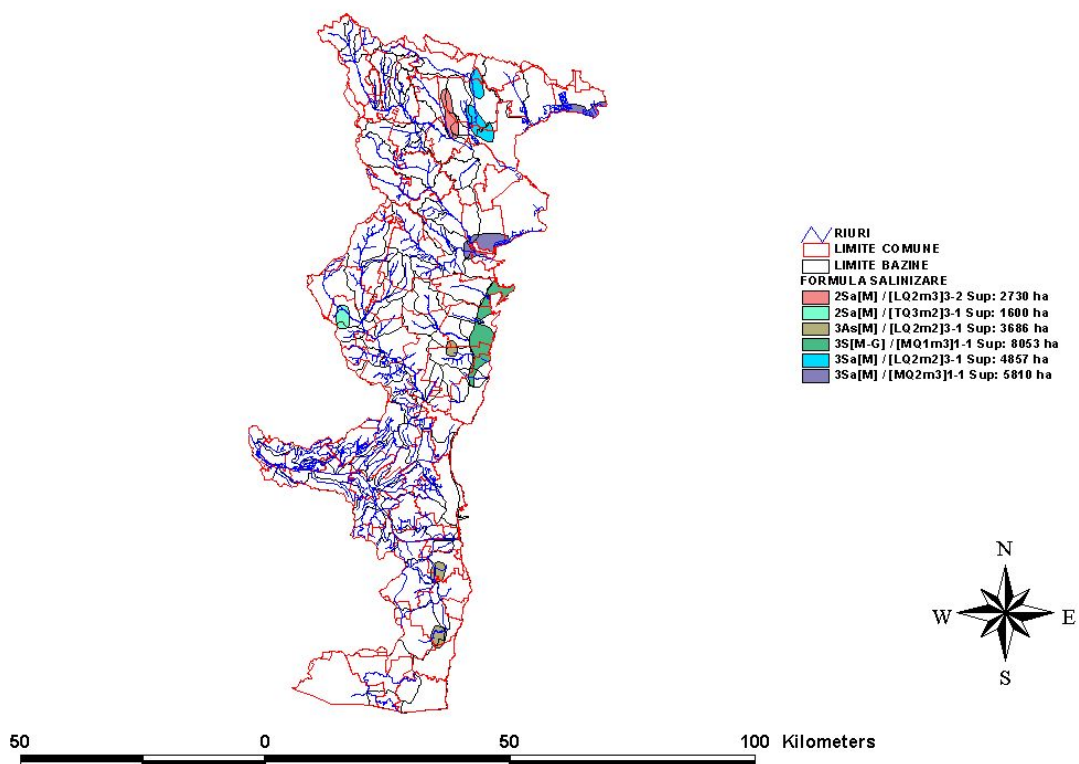 RIURI
LIMITE COMUNE
LIMITE BAZINE
FORMULA SALINIZARE
2Sa[M] / [LQ2m3]3-2 Sup: 2730 ha
2Sa[M] / [TQ3m2]3-1 Sup: 1600 ha
3As[M] / [LQ2m2]3-1 Sup: 3686 ha
3S[M-G] / [MQ1m3]1-1 Sup: 8053 ha
3Sa[M] / [LQ2m2]3-1 Sup: 4857 ha
3Sa[M] / [MQ2m3]1-1 Sup: 5810 ha
N
W E
S
50 0 50 100 Kilometers